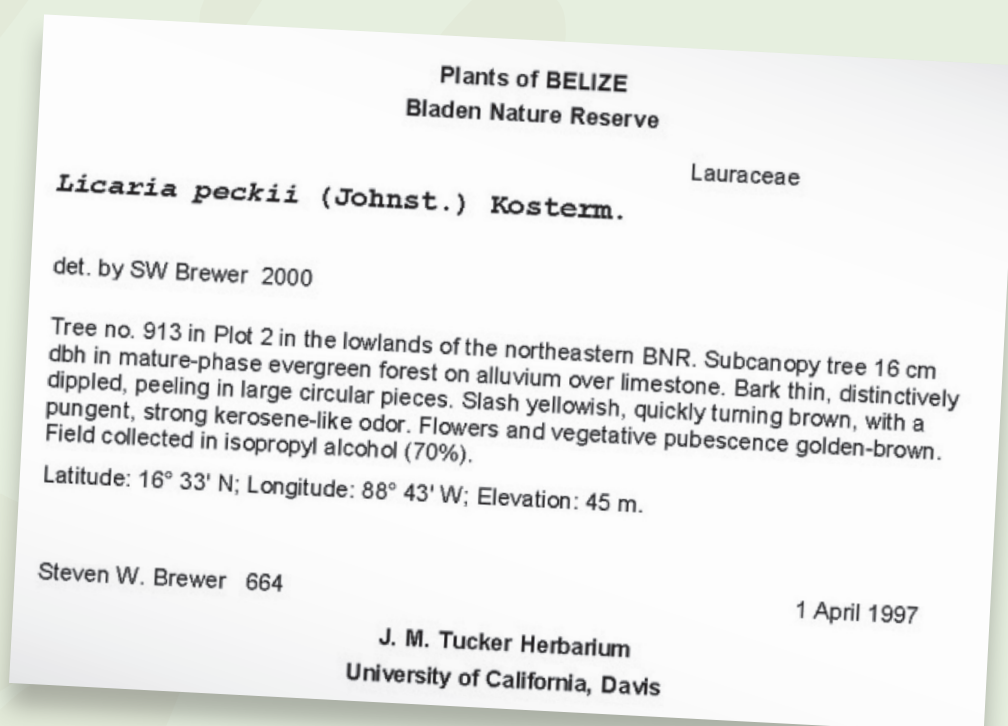 Plants of BELIZE
Bladen Nature Reserve
Lauraceae
Licaria peckii (Johnst.) Kosterm.
det. by SW Brewer 2000
Tree no. 913 in Plot 2 in the lowlands of the northeastern BNR. Subcanopy tree 16 cm
dbh in mature-phase evergreen forest on alluvium over limestone. Bark thin, distinctively
dippled, peeling in large circular pieces. Slash yellowish, quickly turning brown, with a
pungent, strong kerosene-like odor. Flowers and vegetative pubescence golden-brown.
Field collected in isopropyl alcohol (70%).
Latitude: 16° 33' N; Longitude: 88° 43' W; Elevation: 45 m.
Steven W. Brewer 664
1 April 1997
J. M. Tucker Herbarium
University of California, Davis